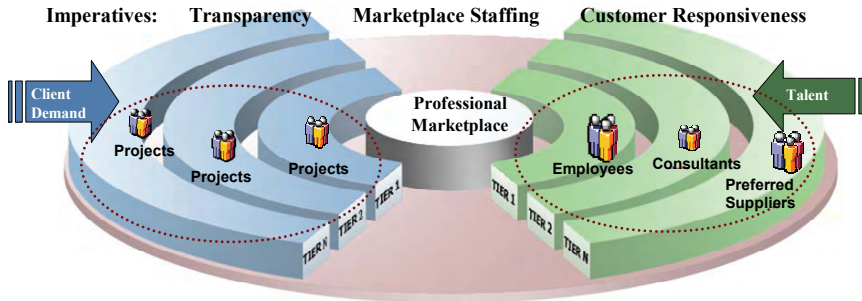 Imperatives: Transparency Marketplace Staffing Customer Responsiveness
Client
Demand
Talent
Professional
Marketplace
Projects
Projects
Projects
Employees
Consultants
Preferred
Suppliers
TIER N
TIER 2
TIER 1
TIER 1
TIER 2
TIER N